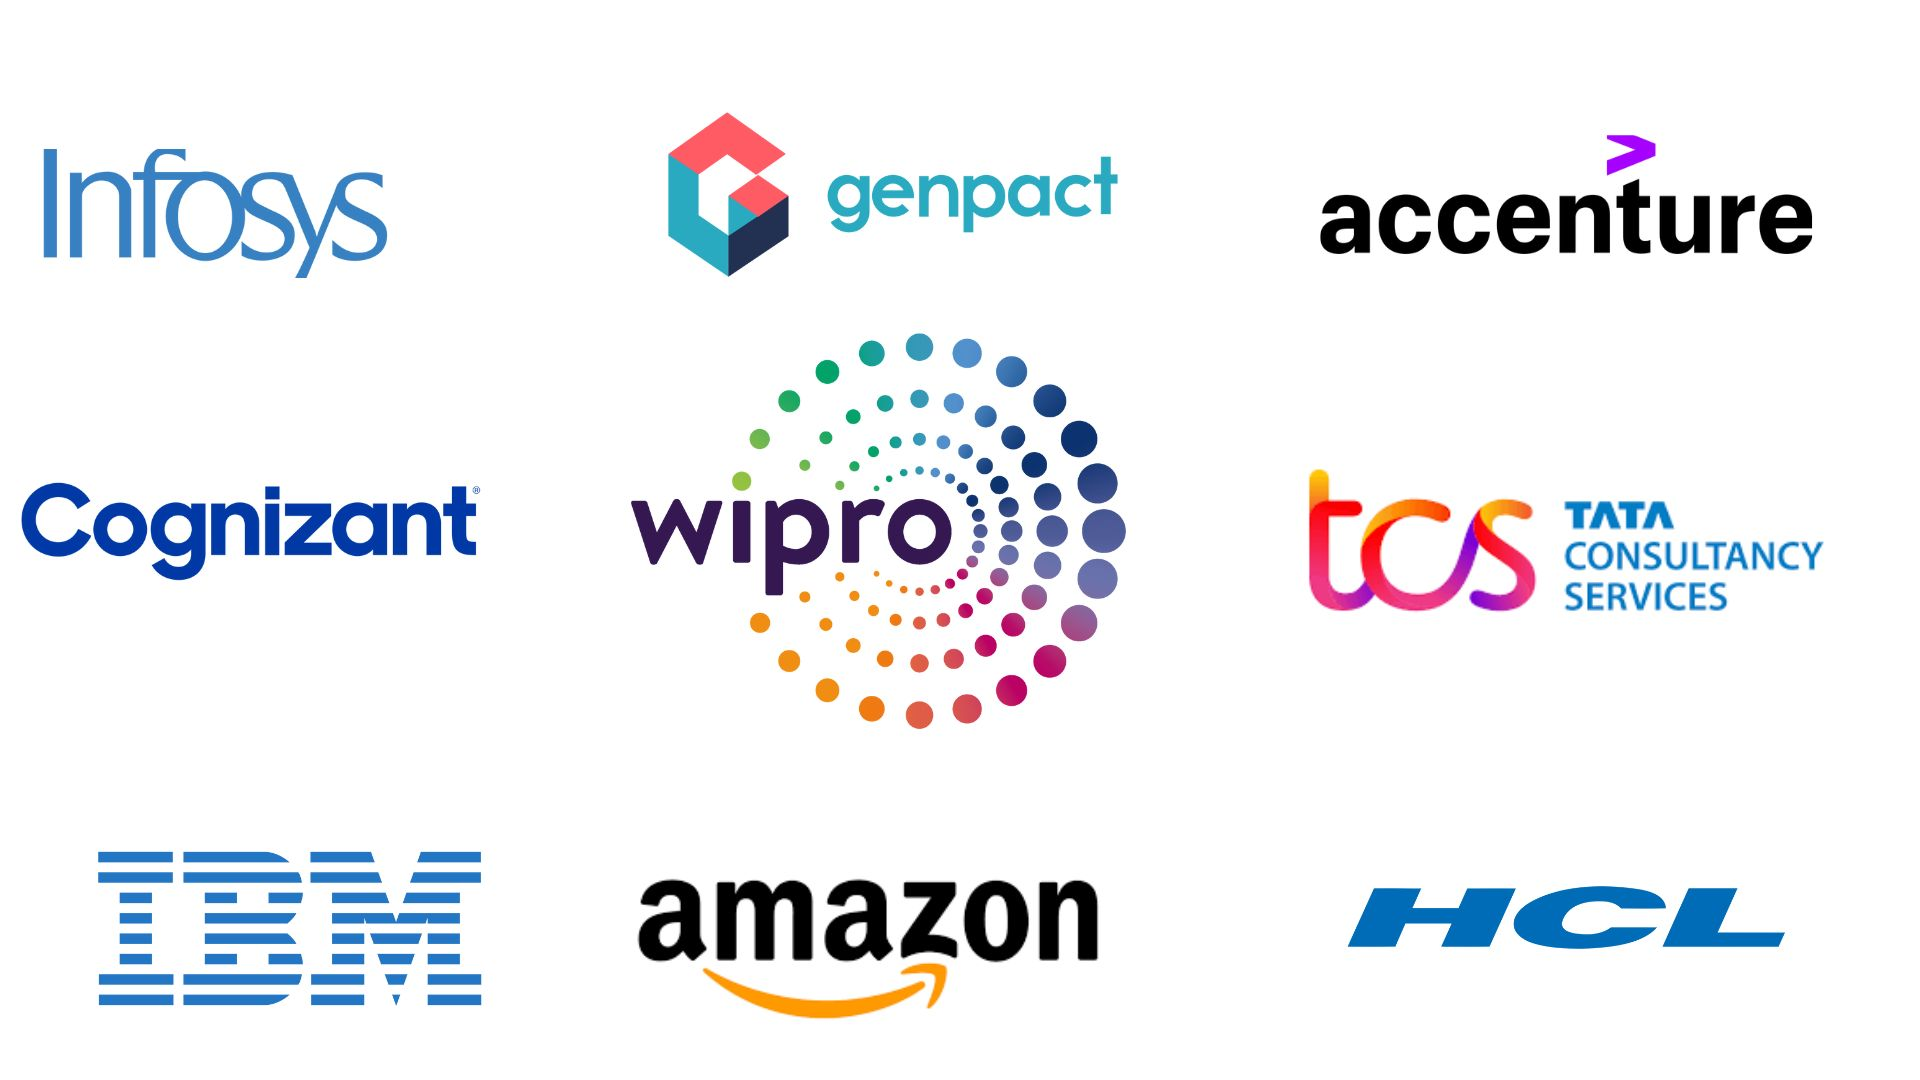 Infosys
genpact
accenture
Cognizant®
wipro
tcs
TATA
CONSULTANCY
SERVICES
IBM
amazon
HCL